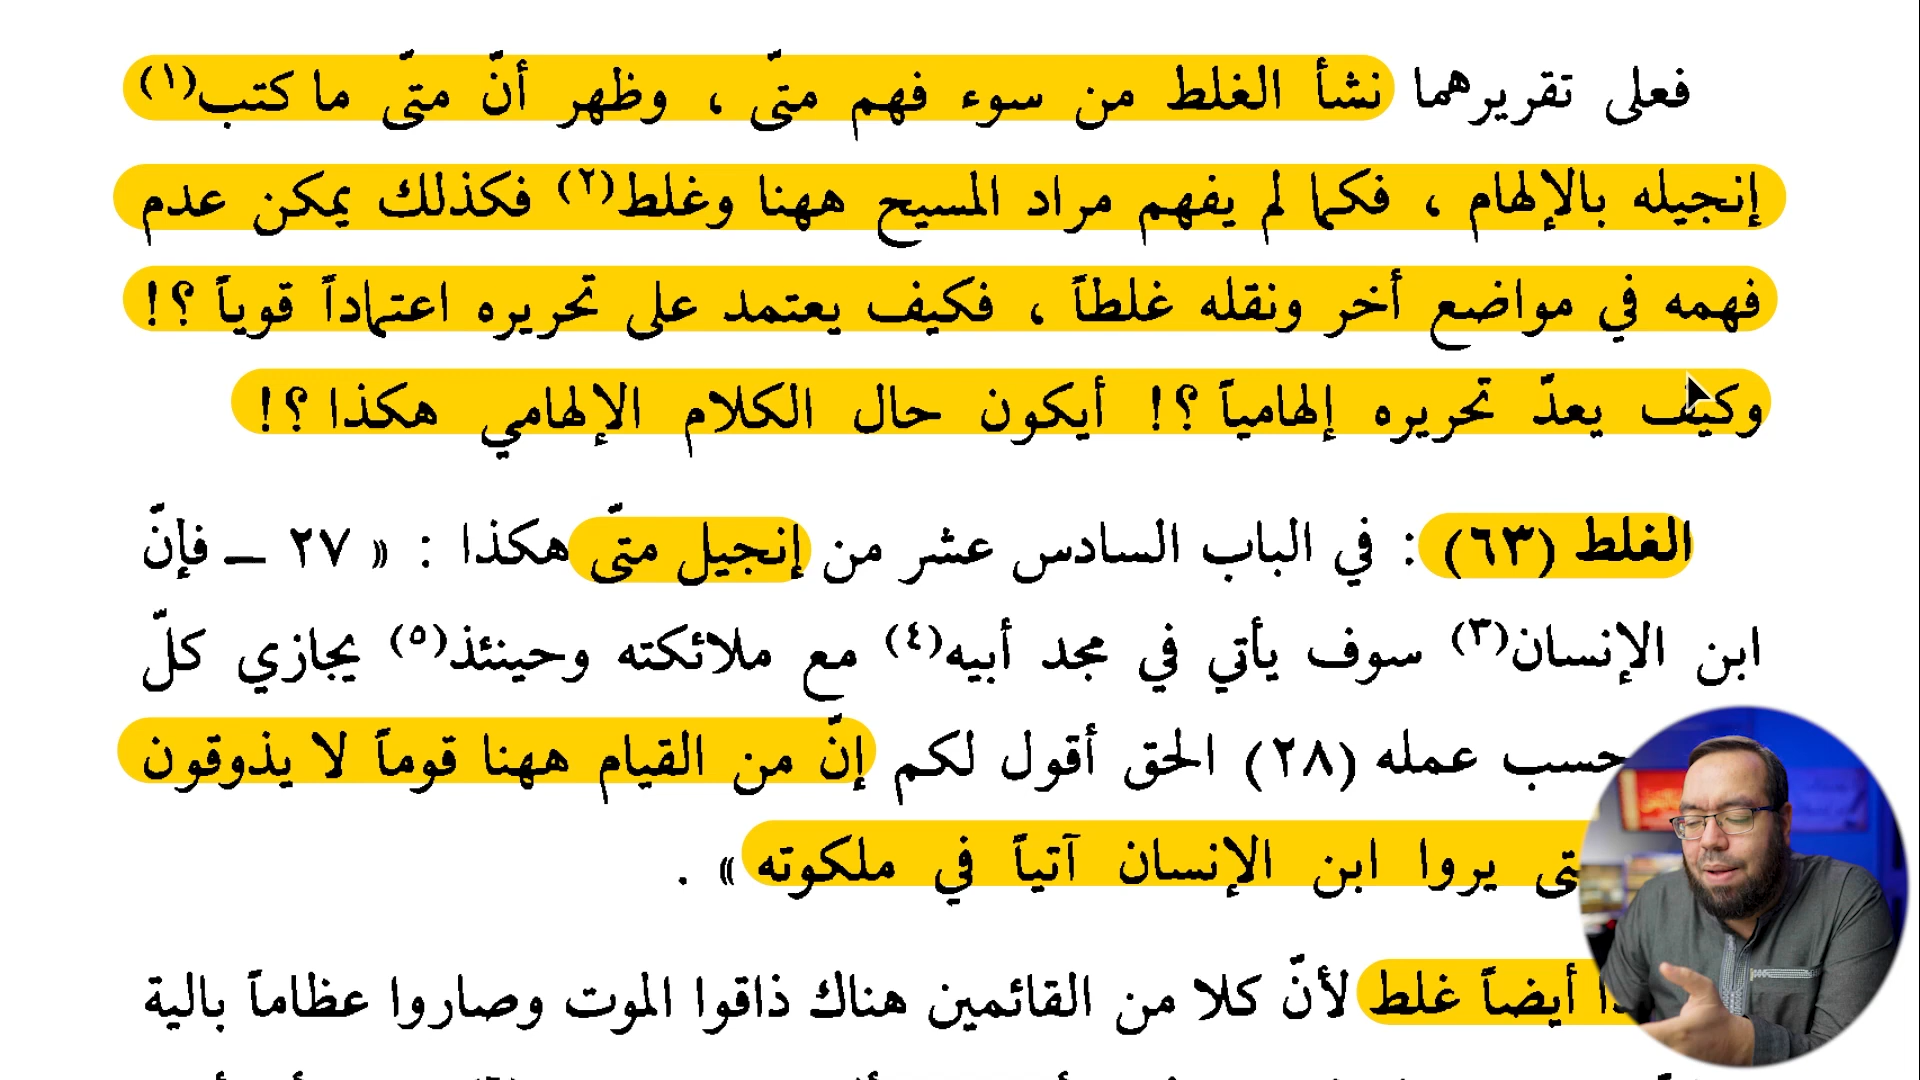 فعلى تقريرهما نشأ الغلط من سوء فهم متّى ، وظهر أنّ متّى ما كتب(١)
إنجيله بالإلهام ، فكما لم يفهم مراد المسيح ههنا وغلط(٢) فكذلك يمكن عدم
فهمه في مواضع أخر ونقله غلطاً ، فكيف يعتمد على تحريره اعتماداً قوياً ؟!
وكيف يعدّ تحريره إلهامياً ؟! أيكون حال الكلام الإلهامي هكذا ؟!
الغلط (٦٣) : في الباب السادس عشر من إنجيل متّى هكذا : « ٢٧ ــ فإنّ
ابن الإنسان(٣) سوف يأتي في مجد أبيه(٤) مع ملائكته وحينئذ(٥) يجازي كلّ
حسب عمله (٢٨) الحق أقول لكم إنّ من القيام ههنا قوماً لا يذوقون
يروا ابن الإنسان آتياً في ملكوته » .
أيضاً غلط لأنّ كلا من القائمين هناك ذاقوا الموت وصاروا عظاماً بالية